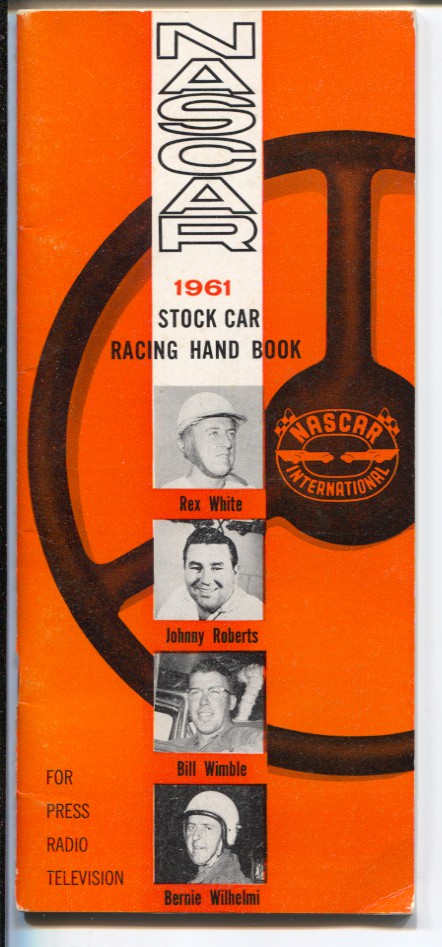 NASCAR
1961
STOCK CAR
RACING HAND BOOK
NASCAR
INTERNATIONAL
Rex White
Johnny Roberts
Bill Wimble
Bernie Wilhelmi
FOR
PRESS
RADIO
TELEVISION